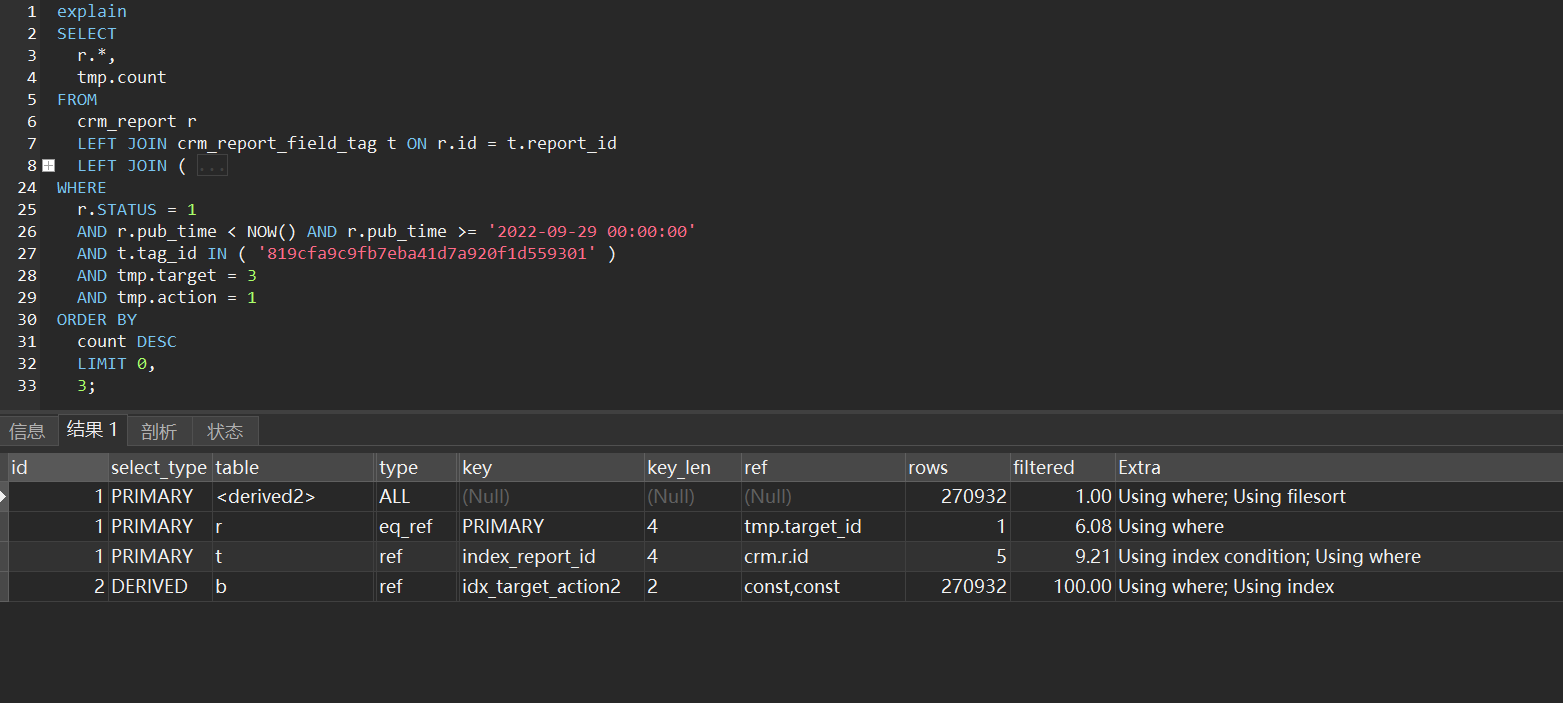 1 explain
2 SELECT
3 r.*,
4 tmp.count
5 FROM
6 crm_report r
7 LEFT JOIN crm_report_field_tag t ON r.id = t.report_id
8 LEFT JOIN ( ...
24 WHERE
25 r.STATUS = 1
26 AND r.pub_time < NOW() AND r.pub_time >= '2022-09-29 00:00:00'
27 AND t.tag_id IN ( '819cfa9c9fb7eba41d7a920f1d559301' )
28 AND tmp.target = 3
29 AND tmp.action = 1
30 ORDER BY
31 count DESC
32 LIMIT 0,
33 3;
信息 结果 1 剖析 状态
id select_type table type key key_len ref rows filtered Extra
1 PRIMARY <derived2> ALL (Null) (Null) (Null) 270932 1.00 Using where; Using filesort
1 PRIMARY r eq_ref PRIMARY 4 tmp.target_id 1 6.08 Using where
1 PRIMARY t ref index_report_id 4 crm.r.id 5 9.21 Using index condition; Using where
2 DERIVED b ref idx_target_action2 2 const,const 270932 100.00 Using where; Using index